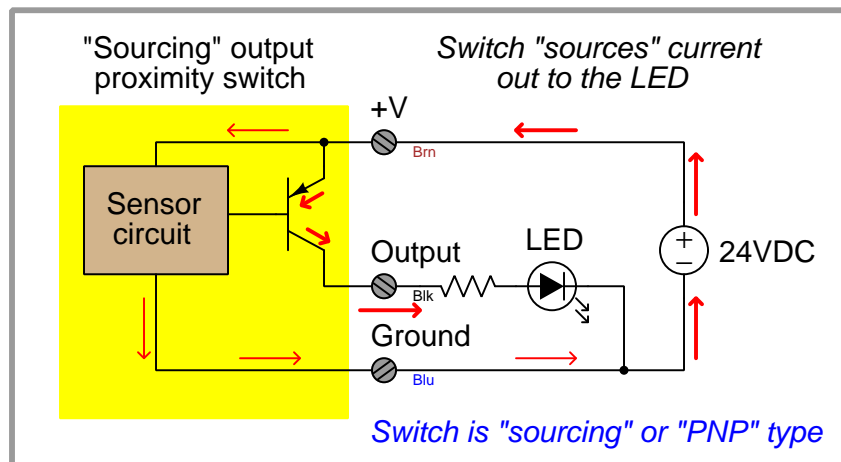 "Sourcing" output
proximity switch
Switch "sources" current
out to the LED
+V
Brn
Sensor
circuit
Output
LED
+
−
24VDC
Blk
Ground
Blu
Switch is "sourcing" or "PNP" type